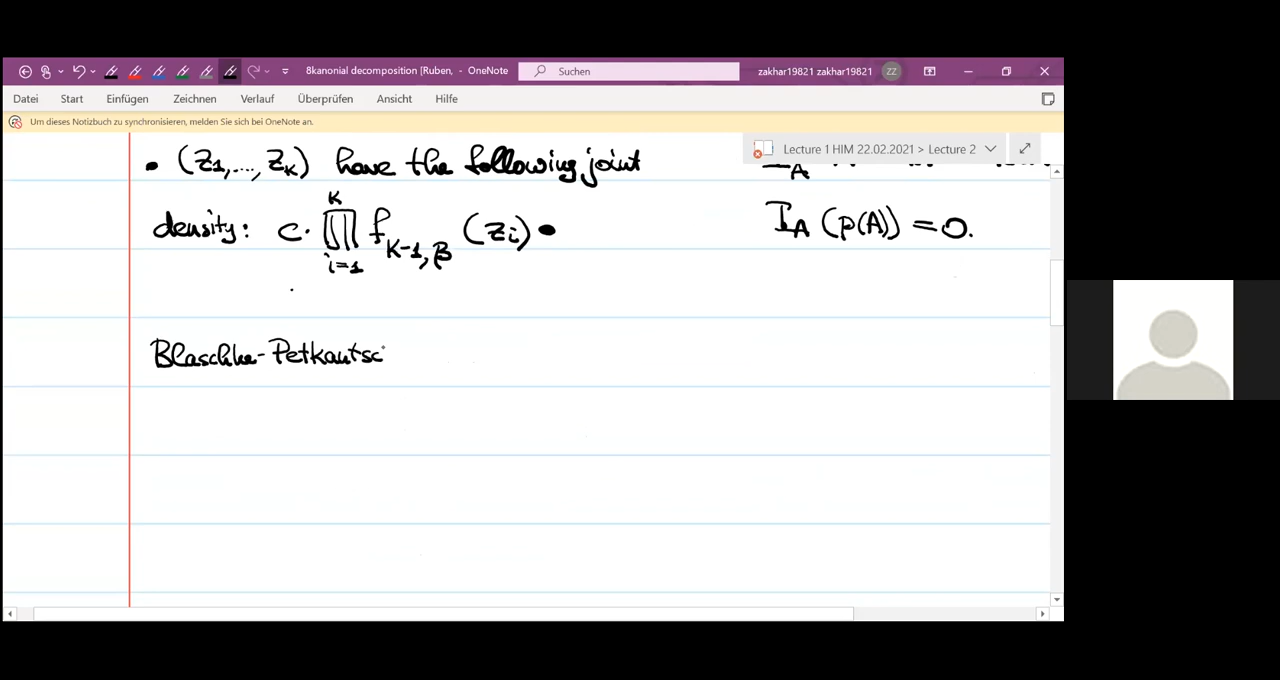 8kanonial decomposition [Ruben, - OneNote
Suchen
zakhar19821 zakhar19821 ZZ
Datei Start Einfügen Zeichnen Verlauf Überprüfen Ansicht Hilfe
Um dieses Notizbuch zu synchronisieren, melden Sie sich bei OneNote an.
Lecture 1 HIM 22.02.2021 > Lecture 2
• (Z1,..., ZK) have the following joint
density: c. ∏ i=1 K f K-1, β (Zi) •
I A (p(A)) = 0.
Blaschke-Petkantsc